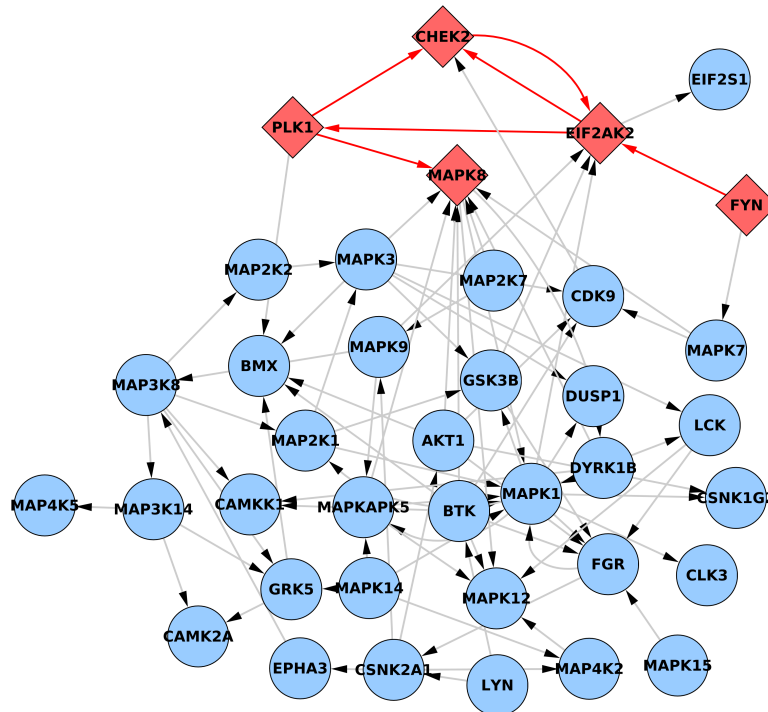 CHEK2
EIF2S1
PLK1
EIF2AK2
MAPK8
FYN
MAPK3
MAP2K2
MAP2K7
CDK9
MAPK9
MAPK7
BMX
MAP3K8
GSK3B
DUSP1
LCK
MAP2K1
AKT1
DYRK1B
MAPK1
CSNK1G2
MAP4K5
MAP3K14
CAMKK1
MAPKAPK5
BTK
FGR
CLK3
GRK5
MAPK14
MAPK12
CAMK2A
EPHA3
CSNK2A1
MAP4K2
MAPK15
LYN